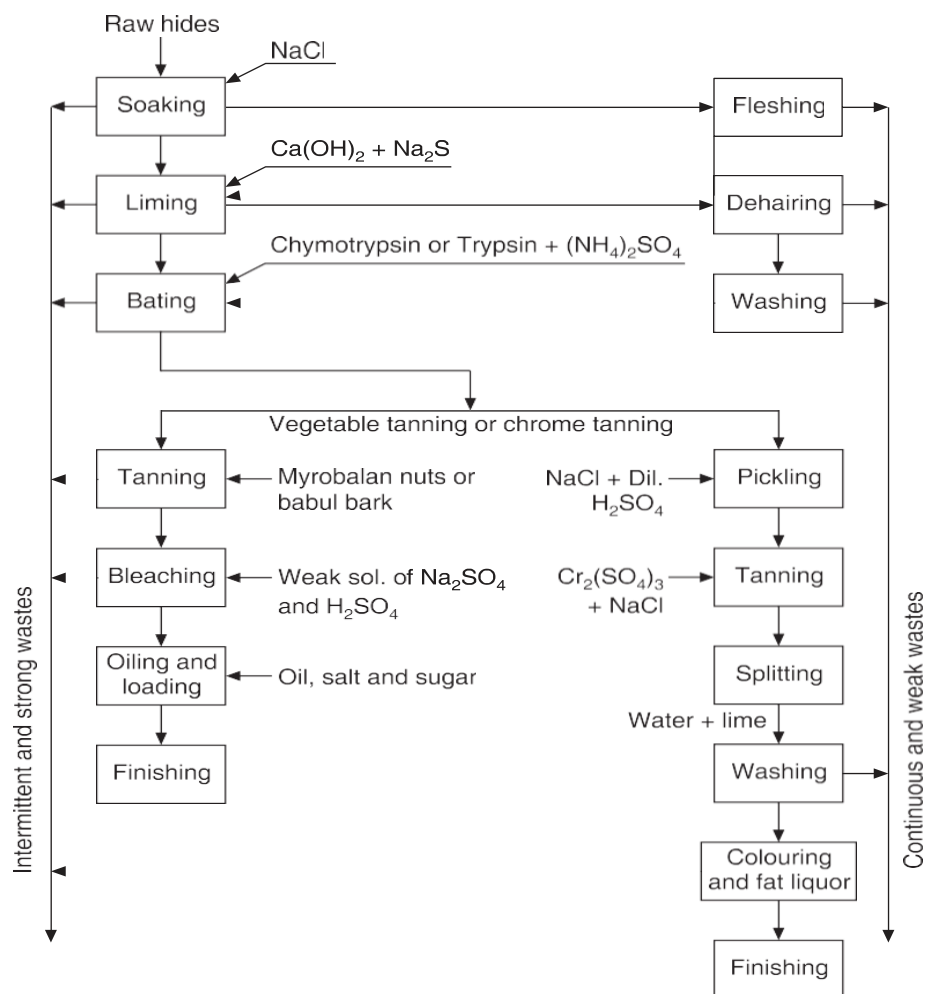 Raw hides
NaCl
Soaking
Fleshing
Ca(OH)₂ + Na₂S
Liming
Dehairing
Chymotrypsin or Trypsin + (NH₄)₂SO₄
Bating
Washing
Vegetable tanning or chrome tanning
Tanning
Myrobalan nuts or
babul bark
NaCl + Dil.
H₂SO₄
Pickling
Bleaching
Weak sol. of Na₂SO₄
and H₂SO₄
Cr₂(SO₄)₃
+ NaCl
Tanning
Oiling and
loading
Oil, salt and sugar
Splitting
Water + lime
Finishing
Washing
Colouring
and fat liquor
Finishing
Intermittent and strong wastes
Continuous and weak wastes